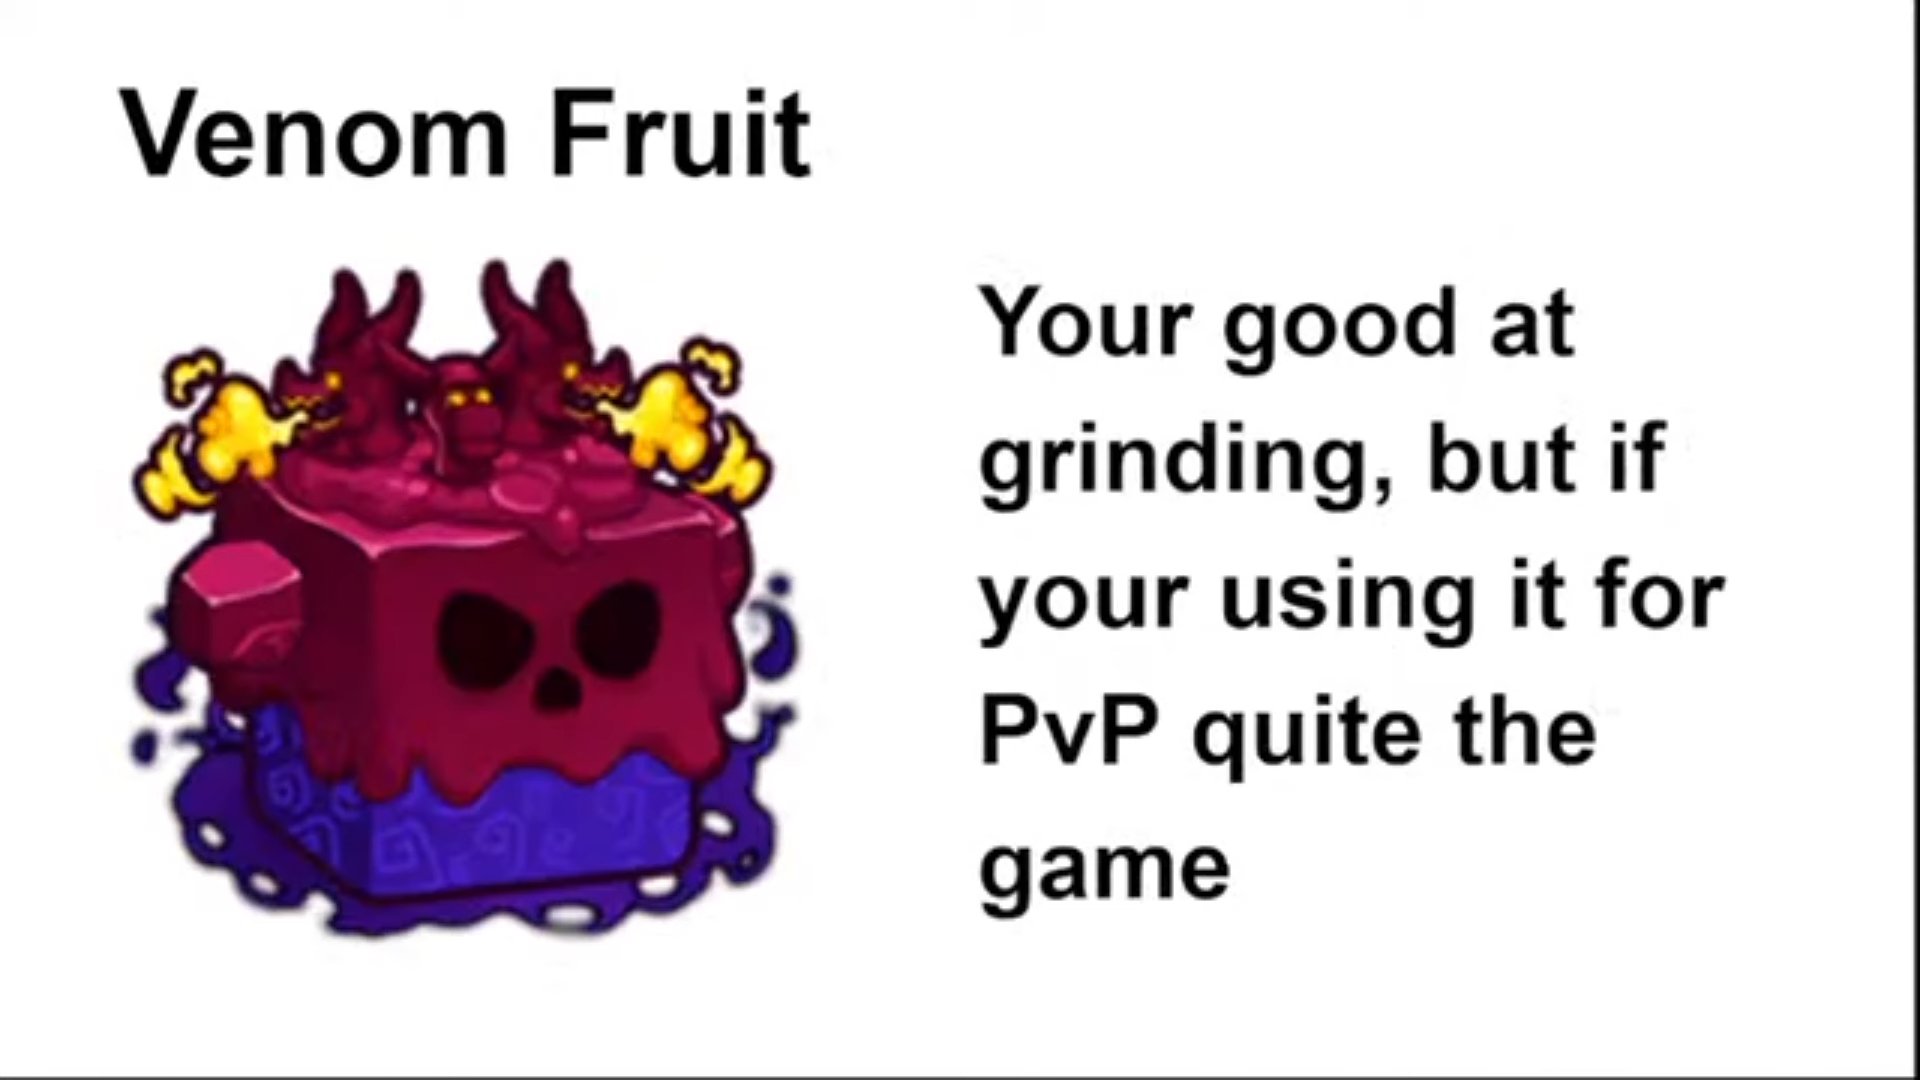 Venom Fruit
Your good at
grinding, but if
your using it for
PvP quite the
game